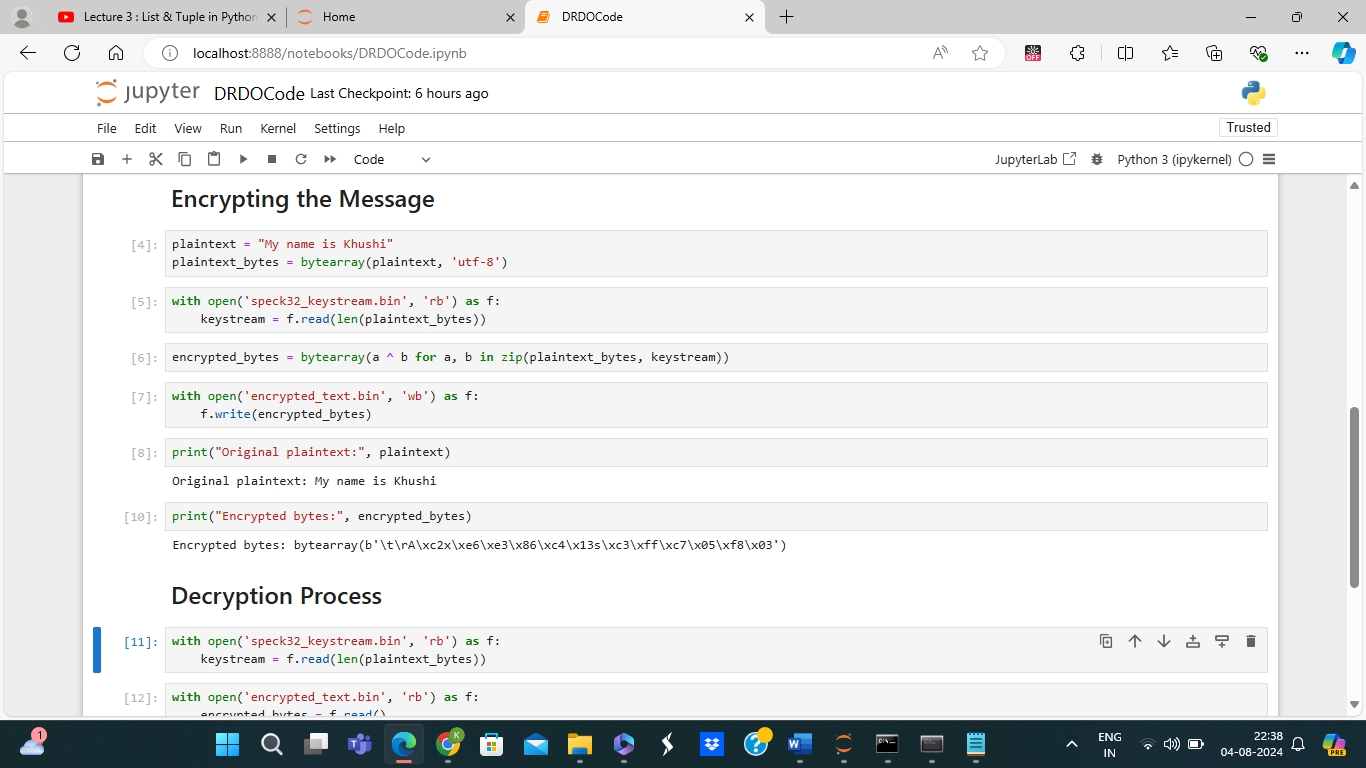 Lecture 3 : List & Tuple in Python
Home
DRDOCode
localhost:8888/notebooks/DRDOCode.ipynb
OFF
jupyter DRDOCode Last Checkpoint: 6 hours ago
File Edit View Run Kernel Settings Help
Trusted
Code
JupyterLab
Python 3 (ipykernel)
Encrypting the Message
[4]: plaintext = "My name is Khushi"
plaintext_bytes = bytearray(plaintext, 'utf-8')
[5]: with open('speck32_keystream.bin', 'rb') as f:
keystream = f.read(len(plaintext_bytes))
[6]: encrypted_bytes = bytearray(a ^ b for a, b in zip(plaintext_bytes, keystream))
[7]: with open('encrypted_text.bin', 'wb') as f:
f.write(encrypted_bytes)
[8]: print("Original plaintext:", plaintext)
Original plaintext: My name is Khushi
[10]: print("Encrypted bytes:", encrypted_bytes)
Encrypted bytes: bytearray(b'\t\rA\xc2x\xe6\xe3\x86\xc4\x13s\xc3\xff\xc7\x05\xf8\x03')
Decryption Process
[11]: with open('speck32_keystream.bin', 'rb') as f:
keystream = f.read(len(plaintext_bytes))
[12]: with open('encrypted_text.bin', 'rb') as f:
encrypted_bytes = f.read()
1
K
ENG
IN
22:38
04-08-2024
PRE